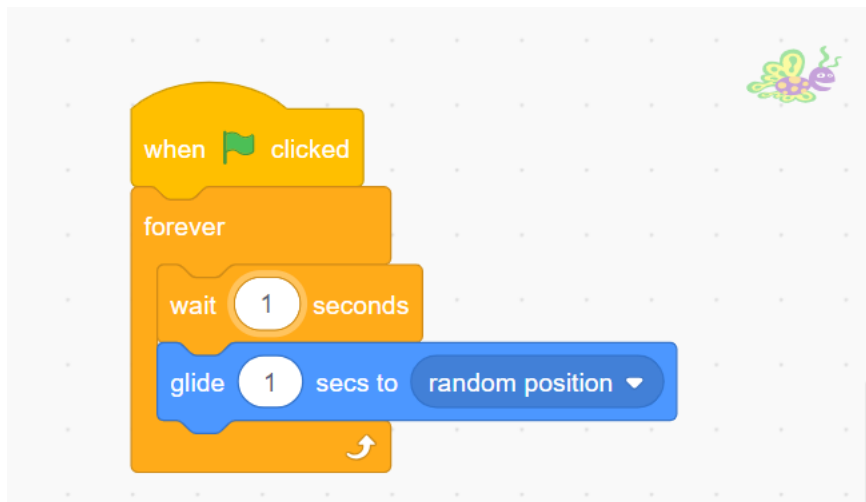 when clicked
forever
wait 1 seconds
glide 1 secs to random position